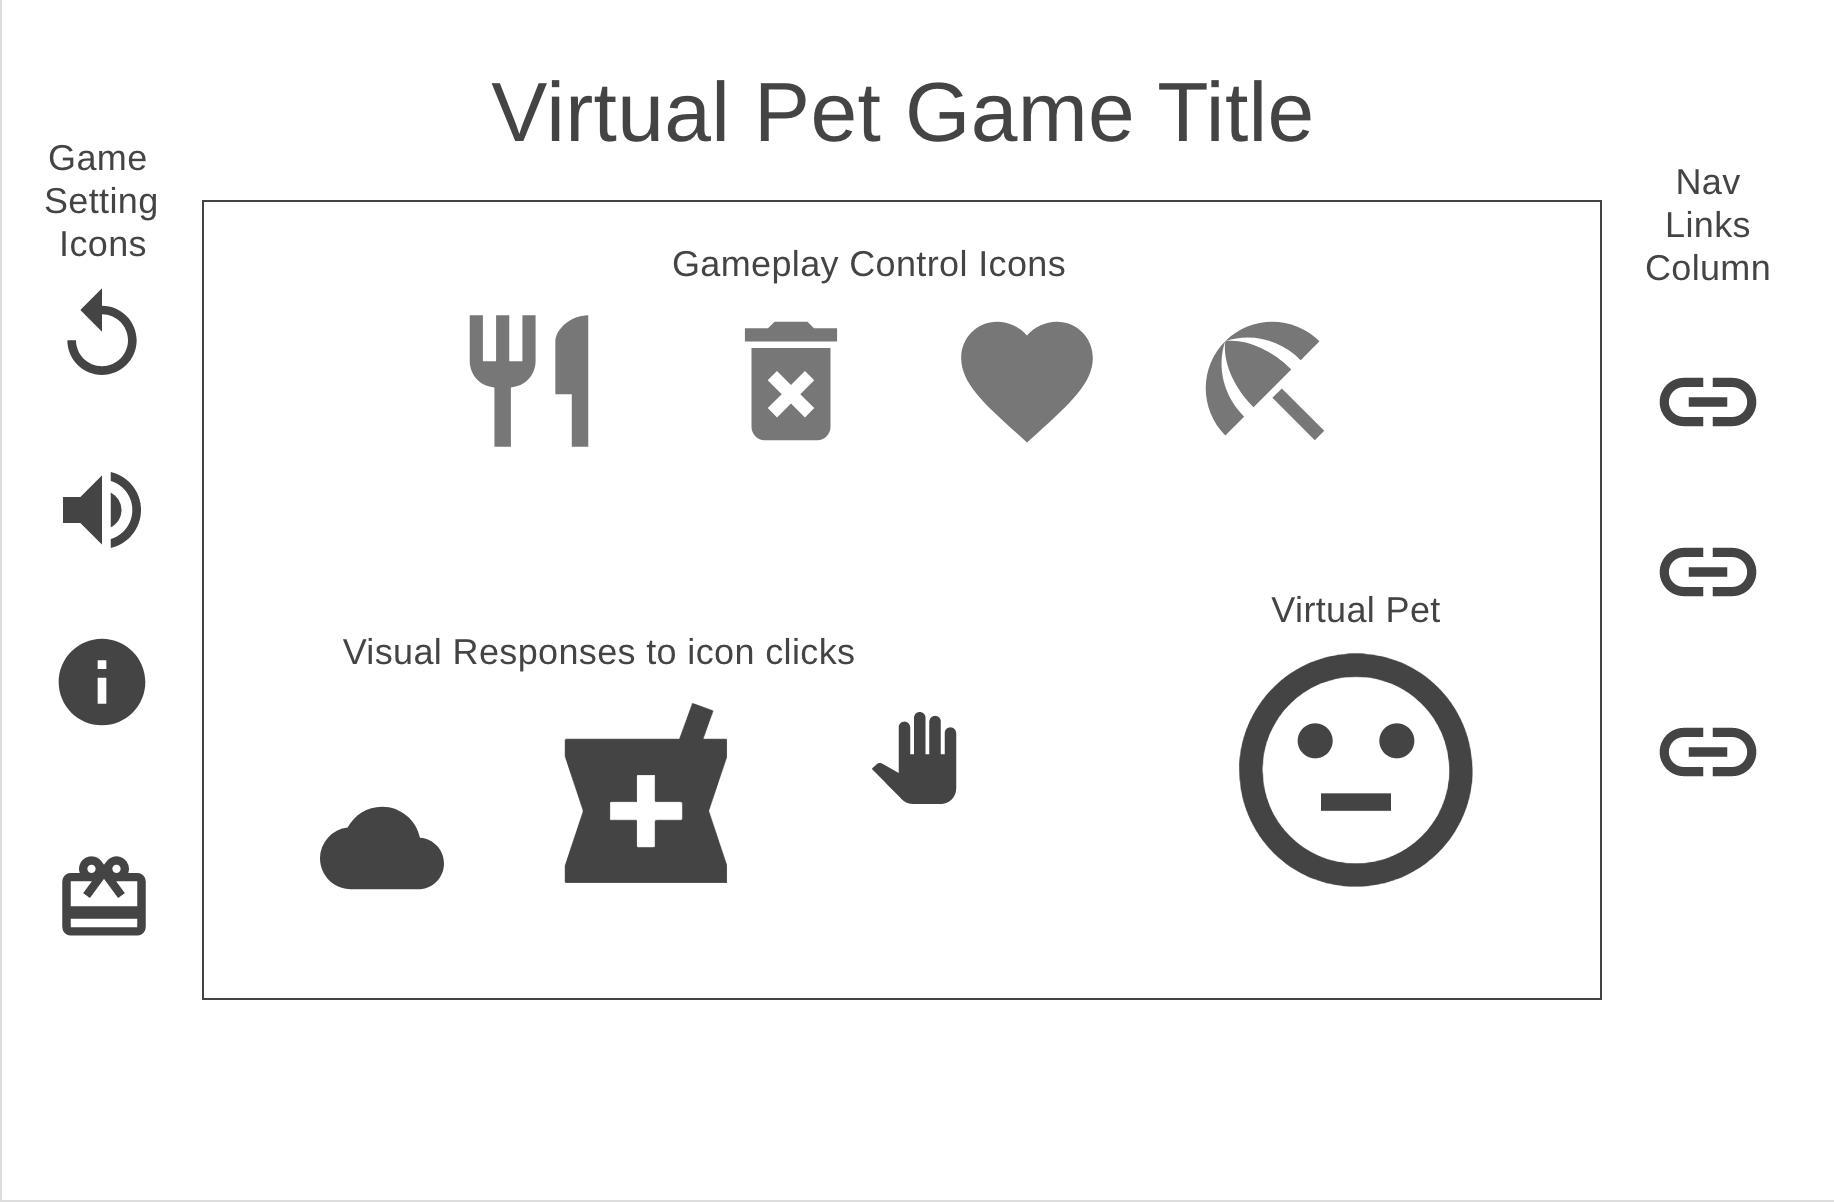 Virtual Pet Game Title
Game
Setting
Icons
Nav
Links
Column
Gameplay Control Icons
Virtual Pet
Visual Responses to icon clicks